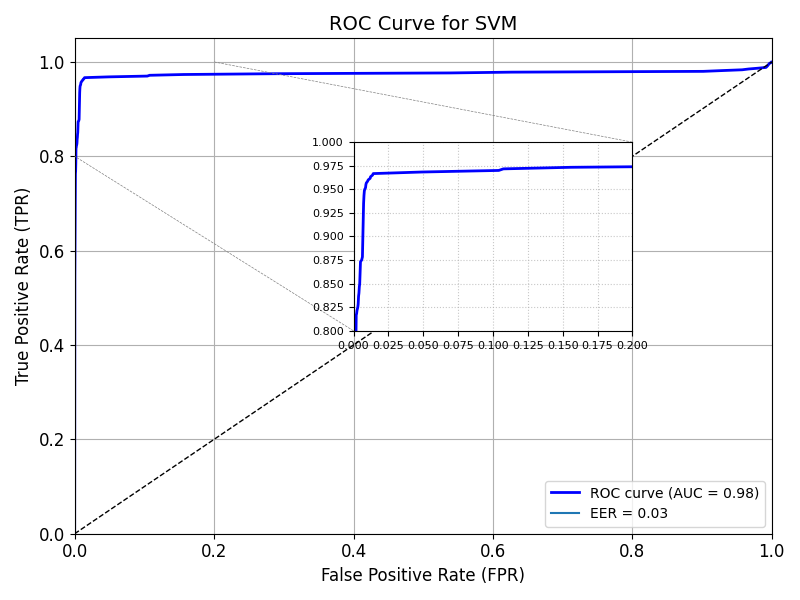 ROC Curve for SVM
True Positive Rate (TPR)
1.0
0.8
0.6
0.4
0.2
0.0
1.000
0.975
0.950
0.925
0.900
0.875
0.850
0.825
0.800
0.000 0.025 0.050 0.075 0.100 0.125 0.150 0.175 0.200
ROC curve (AUC = 0.98)
EER = 0.03
0.0 0.2 0.4 0.6 0.8 1.0
False Positive Rate (FPR)